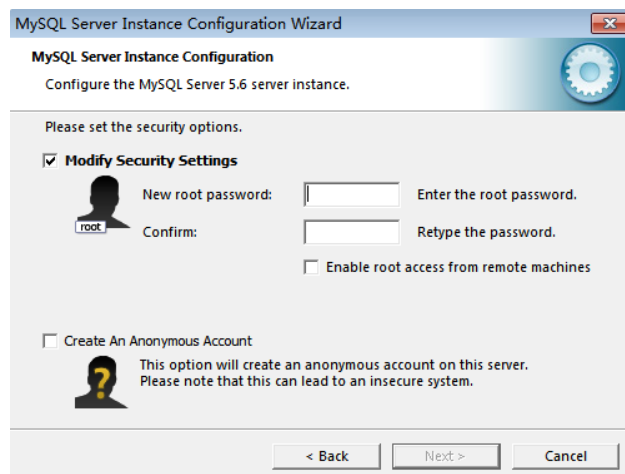 MySQL Server Instance Configuration Wizard
MySQL Server Instance Configuration
Configure the MySQL Server 5.6 server instance.
Please set the security options.
Modify Security Settings
New root password: Enter the root password.
root
Confirm: Retype the password.
Enable root access from remote machines
Create An Anonymous Account
This option will create an anonymous account on this server.
Please note that this can lead to an insecure system.
< Back Next > Cancel